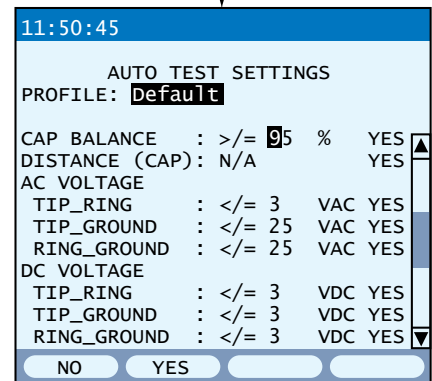 11:50:45
AUTO TEST SETTINGS
PROFILE: Default
CAP BALANCE : >/= 95 % YES
DISTANCE (CAP): N/A YES
AC VOLTAGE
TIP_RING : </= 3 VAC YES
TIP_GROUND : </= 25 VAC YES
RING_GROUND : </= 25 VAC YES
DC VOLTAGE
TIP_RING : </= 3 VDC YES
TIP_GROUND : </= 3 VDC YES
RING_GROUND : </= 3 VDC YES
NO YES